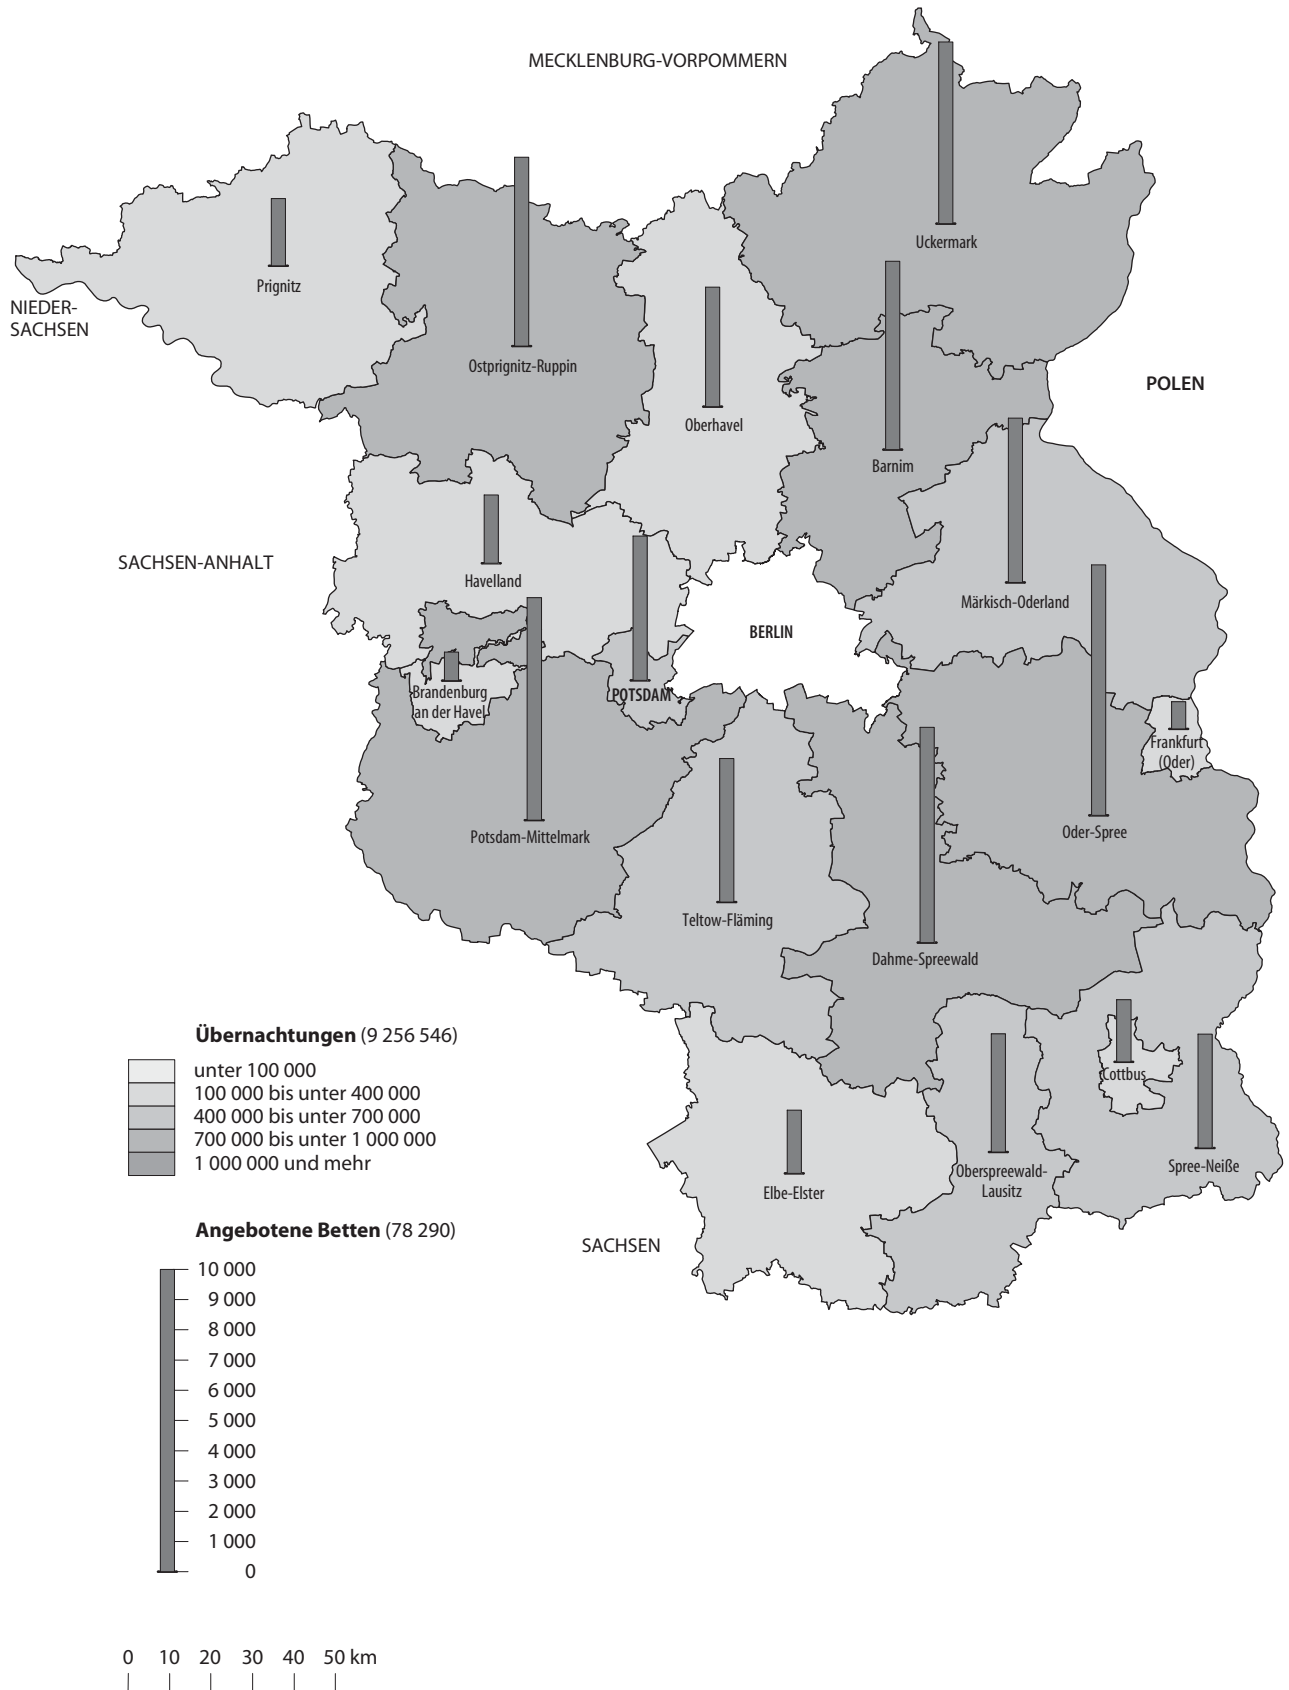 MECKLENBURG-VORPOMMERN
Uckermark
Prignitz
NIEDER-
SACHSEN
Ostprignitz-Ruppin
POLEN
Oberhavel
Barnim
SACHSEN-ANHALT
Havelland
Märkisch-Oderland
BERLIN
Brandenburg
an der Havel
POTSDAM
Frankfurt
(Oder)
Potsdam-Mittelmark
Oder-Spree
Teltow-Fläming
Dahme-Spreewald
Cottbus
Spree-Neiße
Oberspreewald-
Lausitz
Elbe-Elster
SACHSEN
Übernachtungen (9 256 546)
unter 100 000
100 000 bis unter 400 000
400 000 bis unter 700 000
700 000 bis unter 1 000 000
1 000 000 und mehr
Angebotene Betten (78 290)
10 000
9 000
8 000
7 000
6 000
5 000
4 000
3 000
2 000
1 000
0
0 10 20 30 40 50 km